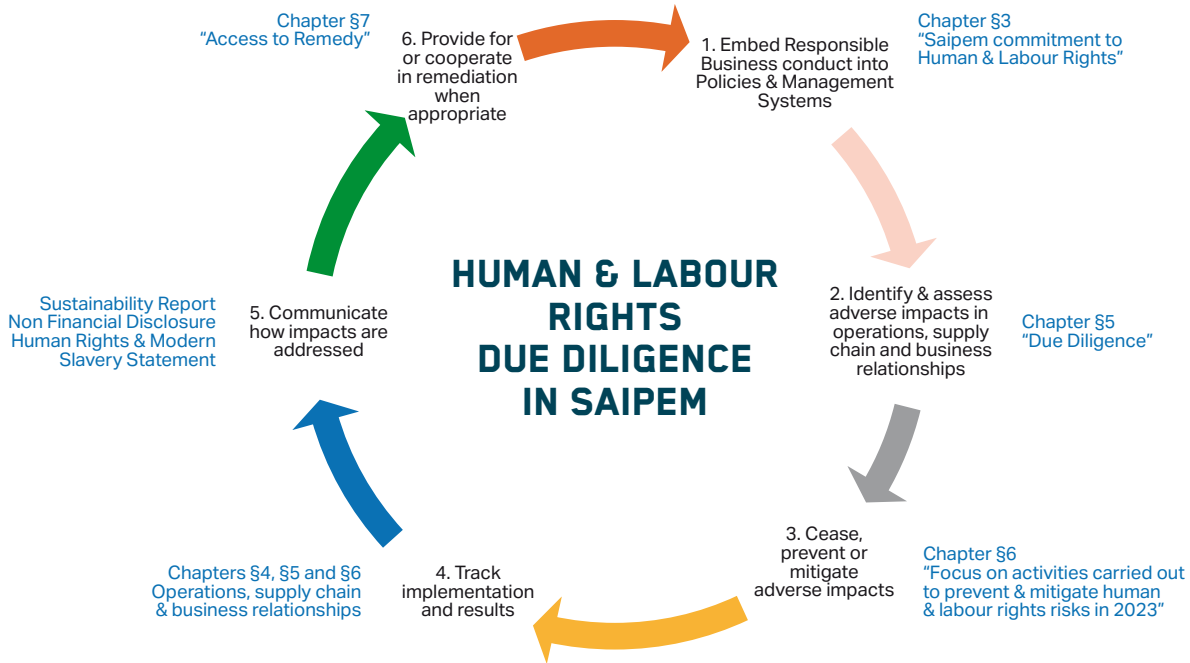 Chapter §7
“Access to Remedy”
6. Provide for
or cooperate
in remediation
when
appropriate
1. Embed Responsible
Business conduct into
Policies & Management
Systems
Chapter §3
“Saipem commitment to
Human & Labour Rights”
HUMAN & LABOUR
RIGHTS
DUE DILIGENCE
IN SAIPEM
2. Identify & assess
adverse impacts in
operations, supply
chain and business
relationships
Chapter §5
“Due Diligence”
3. Cease,
prevent or
mitigate
adverse impacts
Chapter §6
“Focus on activities carried out
to prevent & mitigate human
& labour rights risks in 2023”
4. Track
implementation
and results
Chapters §4, §5 and §6
Operations, supply chain
& business relationships
5. Communicate
how impacts are
addressed
Sustainability Report
Non Financial Disclosure
Human Rights & Modern
Slavery Statement